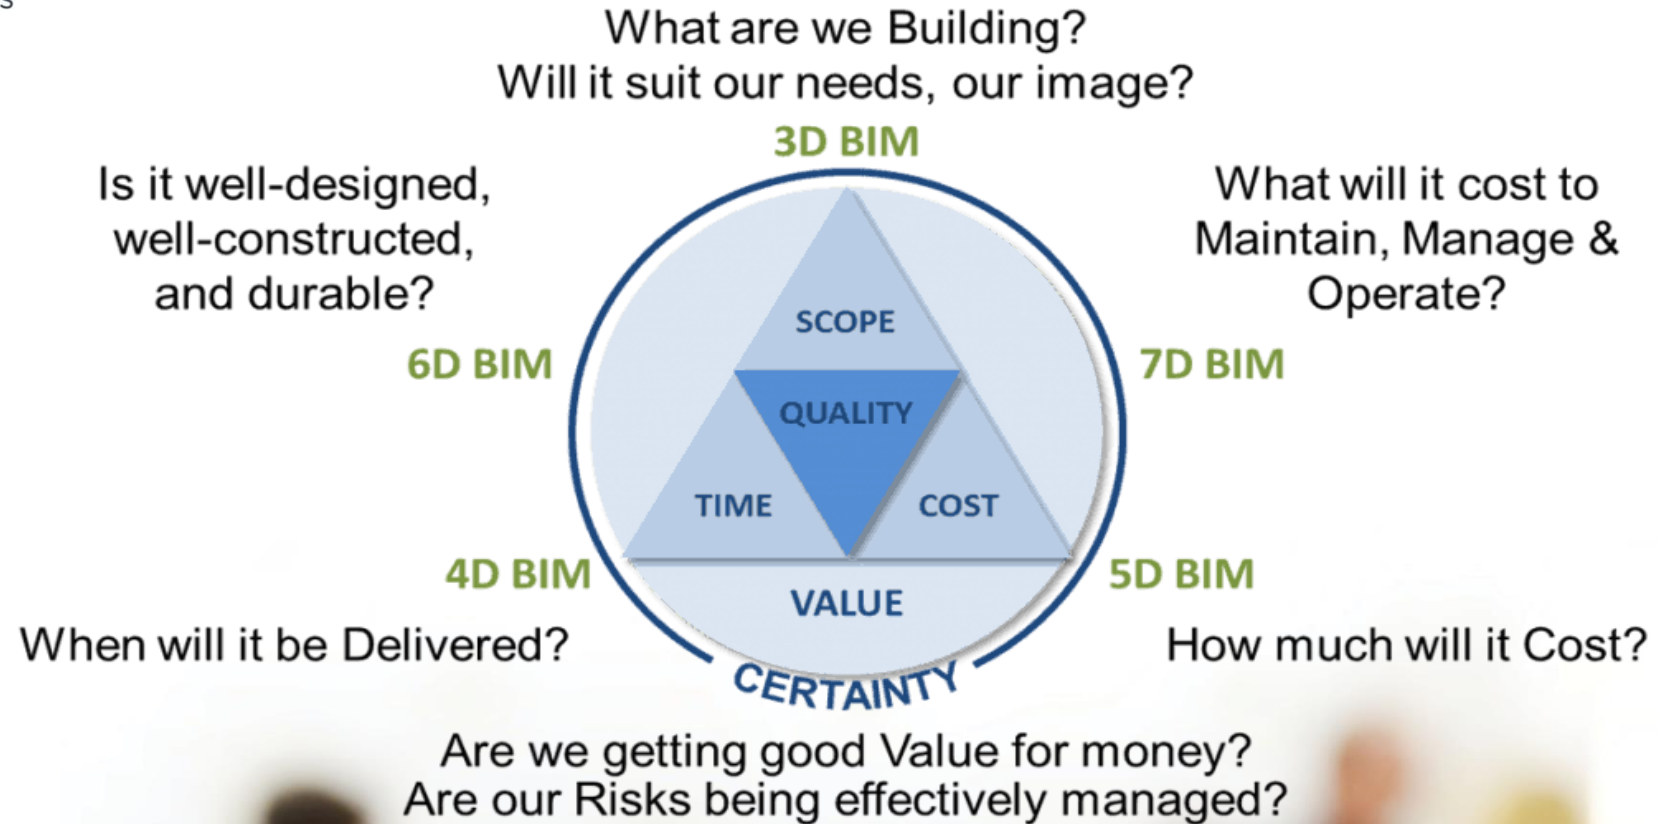 s
What are we Building?
Will it suit our needs, our image?
3D BIM
Is it well-designed,
well-constructed,
and durable?
What will it cost to
Maintain, Manage &
Operate?
6D BIM
7D BIM
SCOPE
QUALITY
TIME
COST
4D BIM
5D BIM
VALUE
When will it be Delivered?
How much will it Cost?
CERTAINTY
Are we getting good Value for money?
Are our Risks being effectively managed?